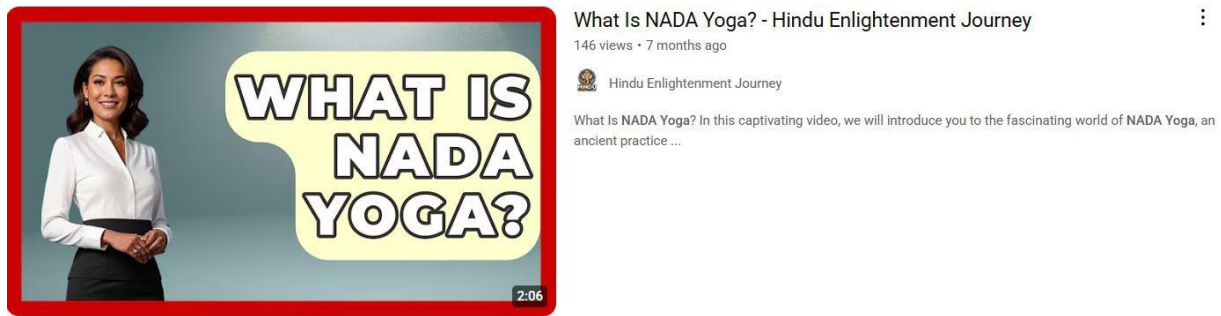 WHAT IS
NADA
YOGA?
2:06
What Is NADA Yoga? - Hindu Enlightenment Journey
146 views • 7 months ago
HINDU
Hindu Enlightenment Journey
What Is NADA Yoga? In this captivating video, we will introduce you to the fascinating world of NADA Yoga, an
ancient practice ...